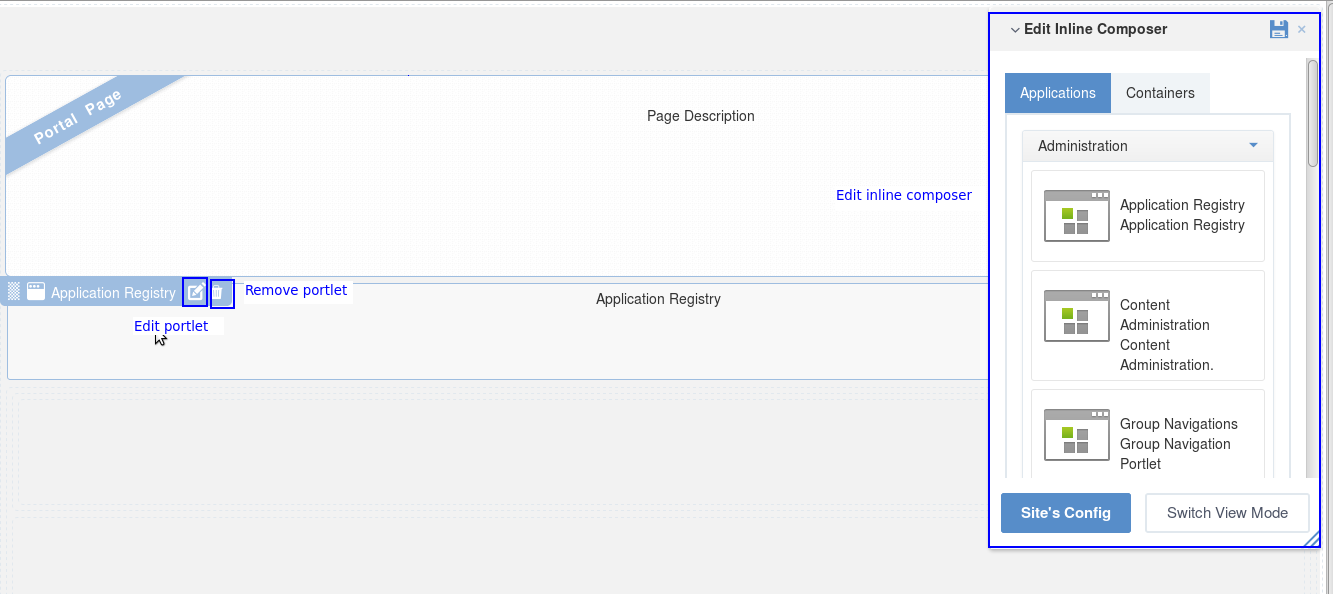 Edit Inline Composer
×
Applications
Containers
Portal Page
Page Description
Administration
Edit inline composer
Application Registry
Application Registry
Application Registry
Remove portlet
Application Registry
Edit portlet
Content
Administration
Content
Administration.
Group Navigations
Group Navigation
Portlet
Site's Config
Switch View Mode